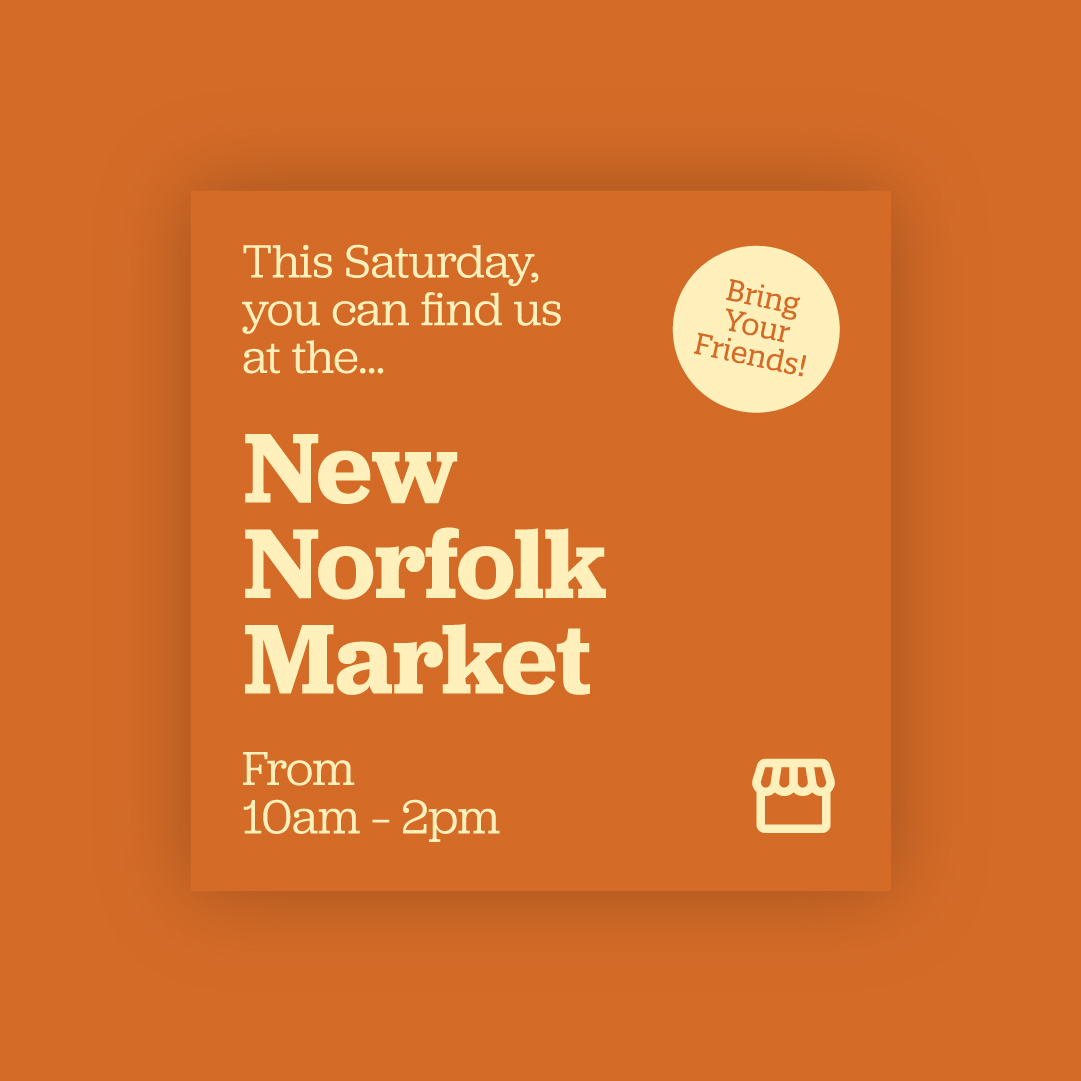 This Saturday,
you can find us
at the...
Bring
Your
Friends!
New
Norfolk
Market
From
10am – 2pm